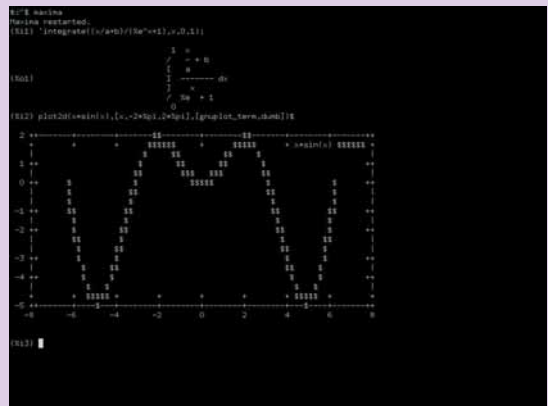 $:~$ maxima
Maxima restarted.
(%i1) 'integrate((x/a+b)/(%e^x+1),x,0,1);
1 x
/ - + b
[ a
(%o1) I ------- dx
] x
/ %e + 1
0
(%i2) plot2d(x*sin(x),[x,-2*%pi,2*%pi],[gnuplot_term,dumb])$
2
x*sin(x) $$$$$$
1
0
-1
-2
-3
-4
-5
-8 -6 -4 -2 0 2 4 6 8
(%i3)